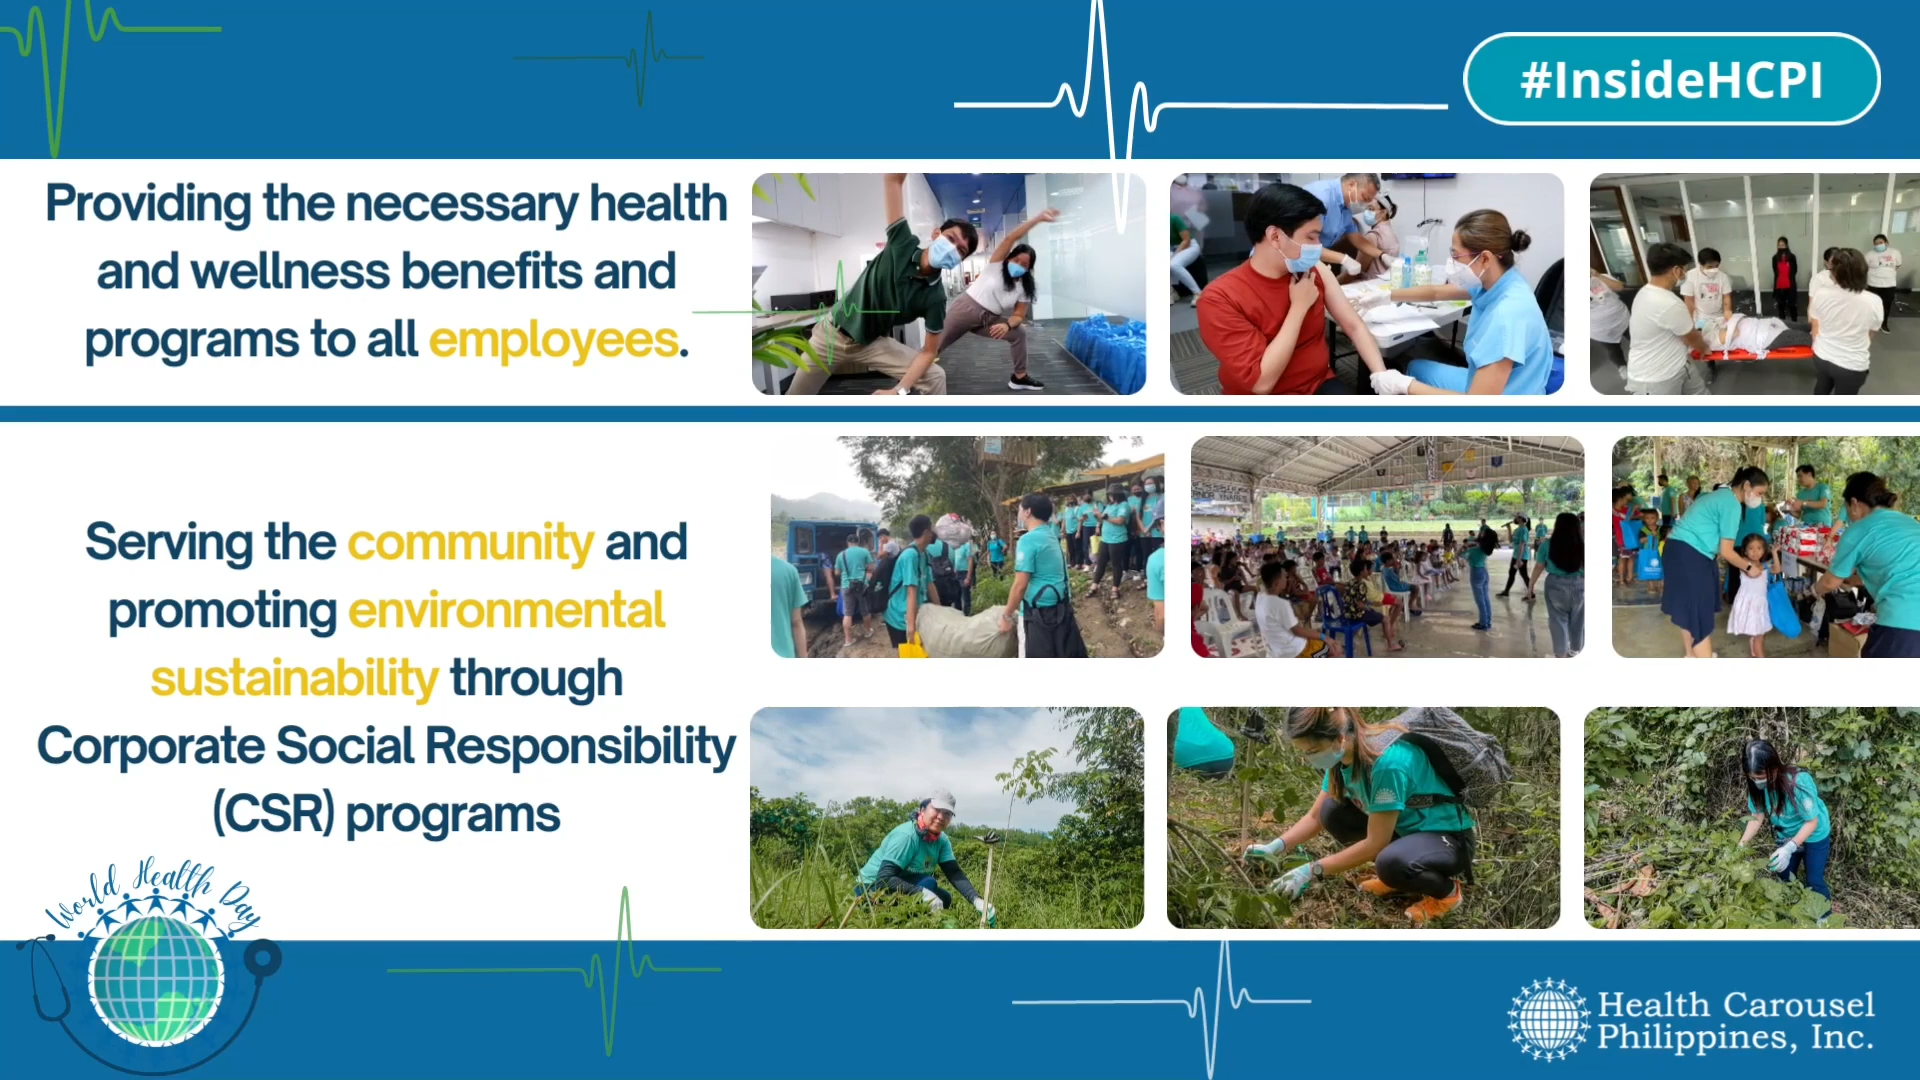 #InsideHCPI
Providing the necessary health
and wellness benefits and
programs to all employees.
Serving the community and
promoting environmental
sustainability through
Corporate Social Responsibility
(CSR) programs
World Health Day
Health Carousel
Philippines, Inc.